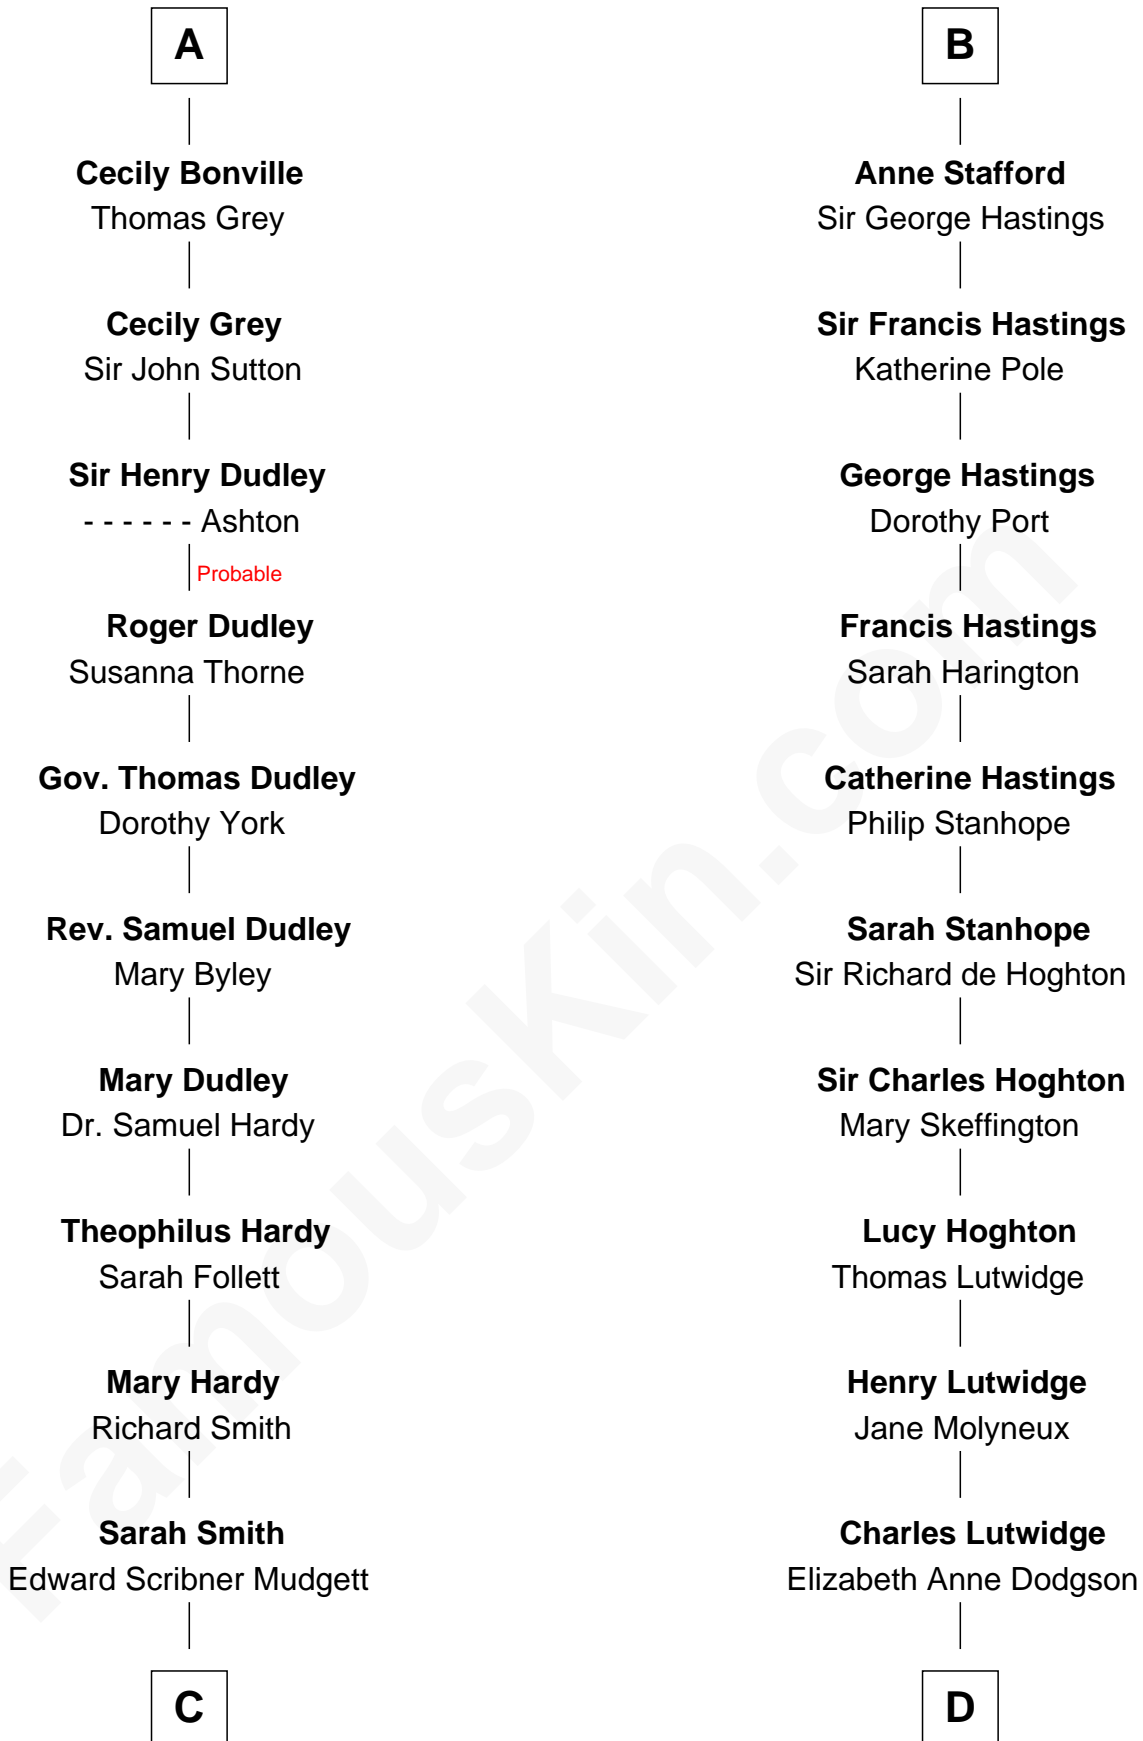 A
Cecily Bonville
Thomas Grey
Cecily Grey
Sir John Sutton
Sir Henry Dudley
- - - - - - Ashton
Probable
Roger Dudley
Susanna Thorne
Gov. Thomas Dudley
Dorothy York
Rev. Samuel Dudley
Mary Byley
Mary Dudley
Dr. Samuel Hardy
Theophilus Hardy
Sarah Follett
Mary Hardy
Richard Smith
Sarah Smith
Edward Scribner Mudgett
C
B
Anne Stafford
Sir George Hastings
Sir Francis Hastings
Katherine Pole
George Hastings
Dorothy Port
Francis Hastings
Sarah Harington
Catherine Hastings
Philip Stanhope
Sarah Stanhope
Sir Richard de Hoghton
Sir Charles Hoghton
Mary Skeffington
Lucy Hoghton
Thomas Lutwidge
Henry Lutwidge
Jane Molyneux
Charles Lutwidge
Elizabeth Anne Dodgson
D
FamousKin.com